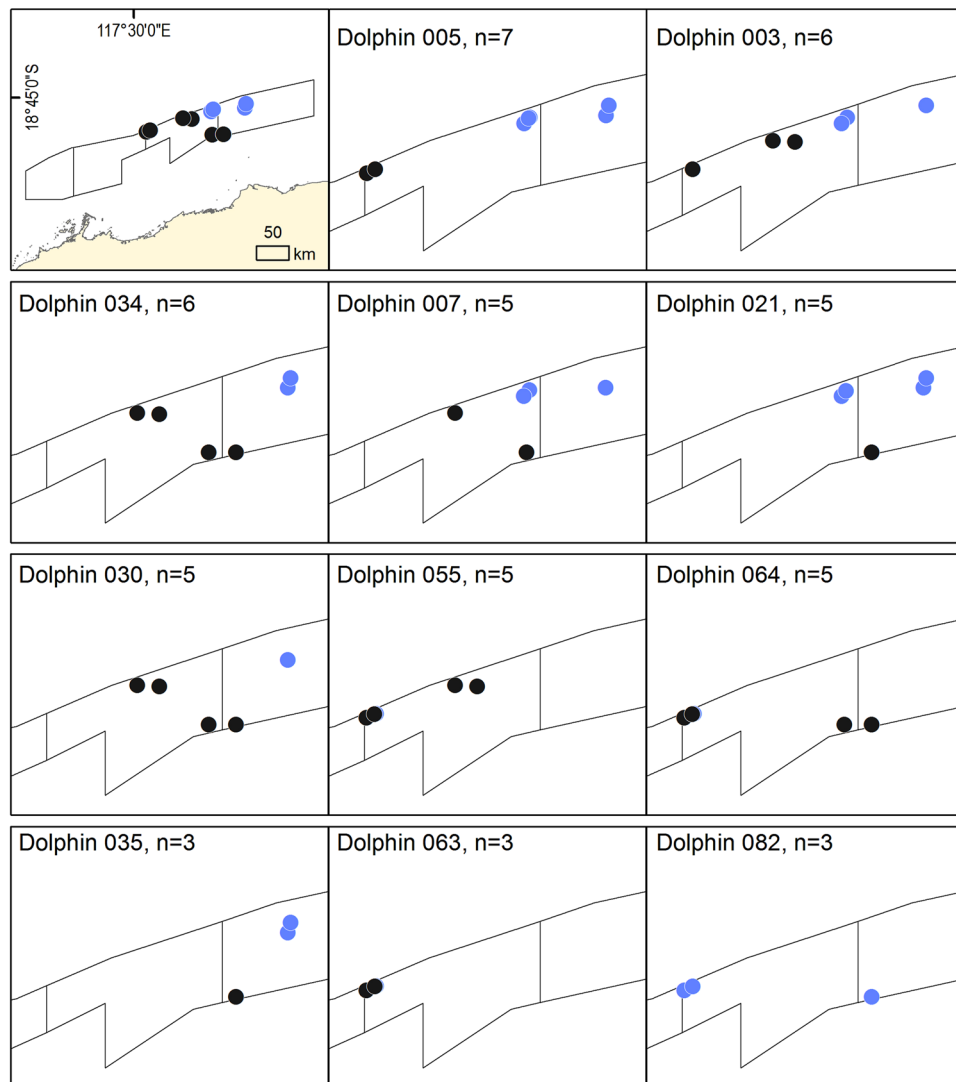 117°30'0"E
18°45'0"S
50
km
Dolphin 005, n=7
Dolphin 003, n=6
Dolphin 034, n=6
Dolphin 007, n=5
Dolphin 021, n=5
Dolphin 030, n=5
Dolphin 055, n=5
Dolphin 064, n=5
Dolphin 035, n=3
Dolphin 063, n=3
Dolphin 082, n=3